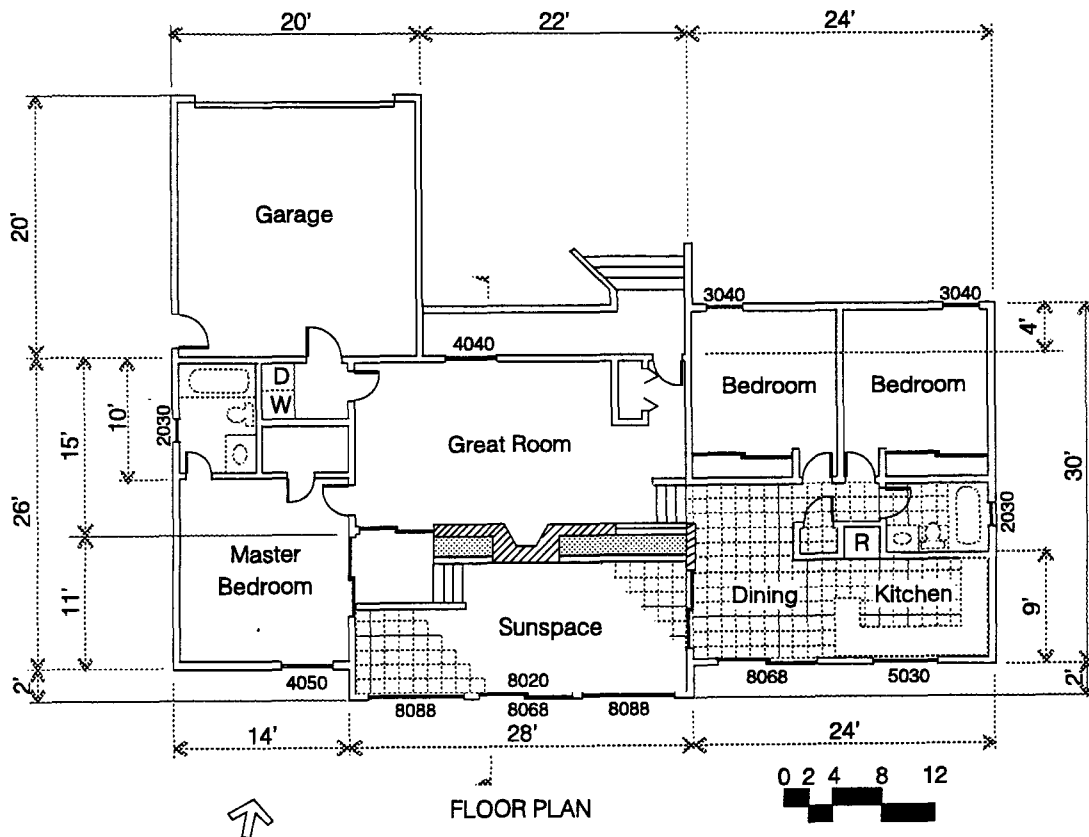 20' 22' 24'
20'
Garage
3040 3040
4'
4040
D
W
Bedroom Bedroom
10'
2030
15'
Great Room
26'
30'
2030
Master
Bedroom
R
11'
Dining Kitchen
9'
Sunspace
2' 2'
4050 8020 8068 5030
8088 8068 8088
14' 28' 24'
0 2 4 8 12
FLOOR PLAN